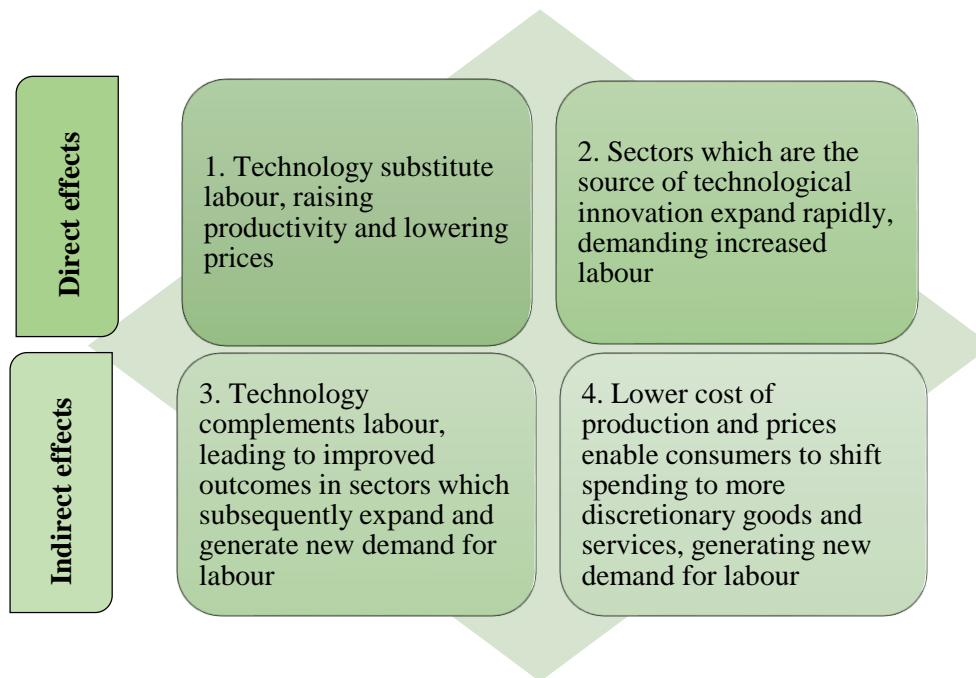 Direct effects
1. Technology substitute
labour, raising
productivity and lowering
prices
2. Sectors which are the
source of technological
innovation expand rapidly,
demanding increased
labour
Indirect effects
3. Technology
complements labour,
leading to improved
outcomes in sectors which
subsequently expand and
generate new demand for
labour
4. Lower cost of
production and prices
enable consumers to shift
spending to more
discretionary goods and
services, generating new
demand for labour